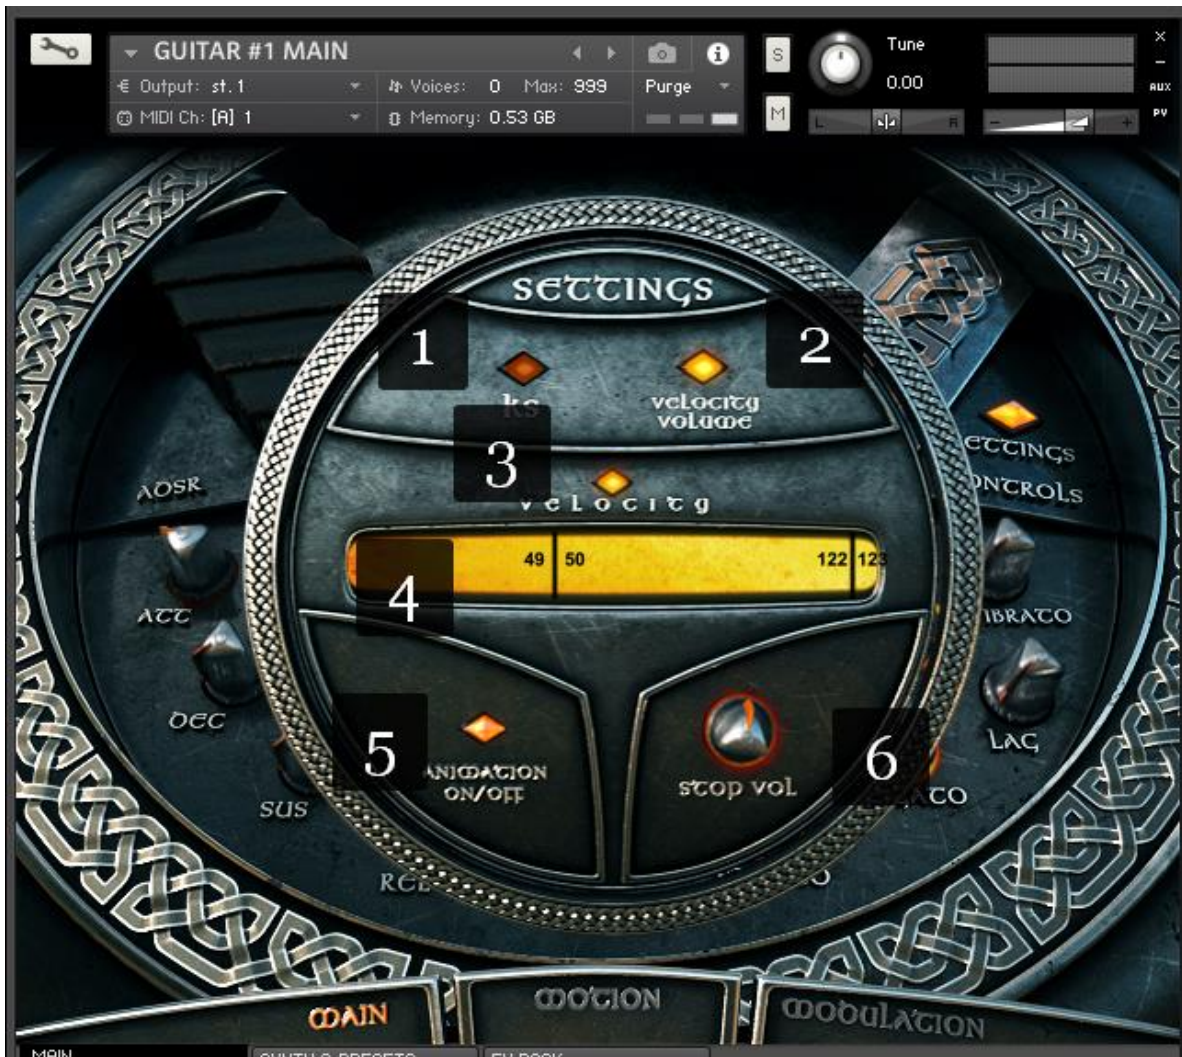 GUITAR #1 MAIN
Output: st.1
Voices: 0 Max: 999
Purge
MIDI Ch: [A] 1
Memory: 0.53 GB
S
M
Tune
0.00
L
R
-
+
×
-
AUX
PV
SETTINGS
1
2
ks
VELOCITY
VOLUME
3
VELOCITY
49
50
122
123
4
5
ANIMATION
ON/OFF
STOP VOL
6
ADSR
ATT
DEC
SUS
REL
ETTINGS
ONTROLS
IBRATO
LAG
MAIN
MOTION
MODULATION
MAIN